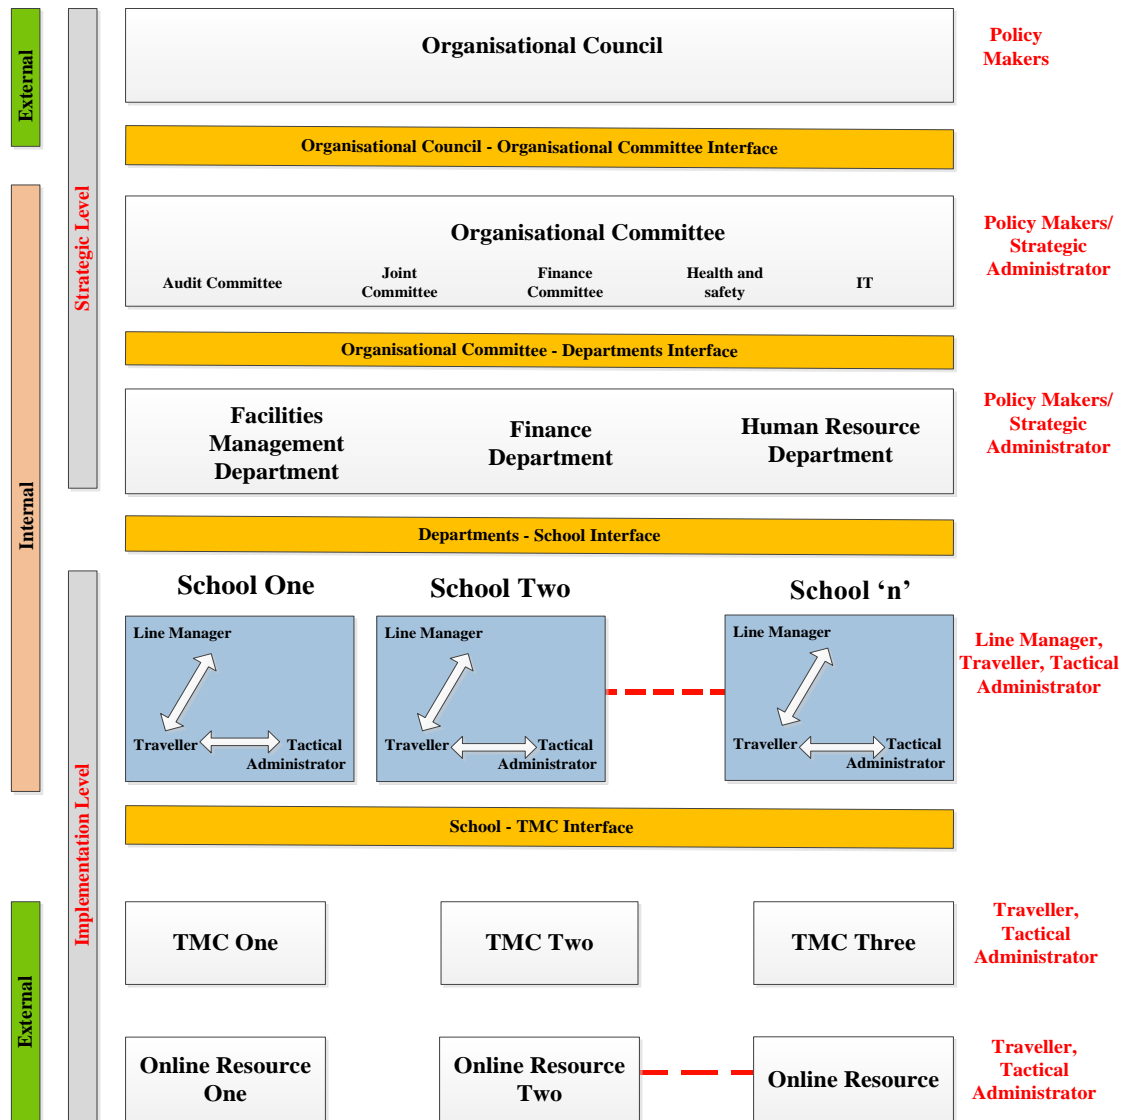 External
Strategic Level
Organisational Council
Policy
Makers
Organisational Council - Organisational Committee Interface
Internal
Organisational Committee
Audit Committee
Joint
Committee
Finance
Committee
Health and
safety
IT
Policy Makers/
Strategic
Administrator
Organisational Committee - Departments Interface
Facilities
Management
Department
Finance
Department
Human Resource
Department
Policy Makers/
Strategic
Administrator
Departments - School Interface
Implementation Level
School One
School Two
School ‘n’
Line Manager
Traveller
Tactical
Administrator
Line Manager
Traveller
Tactical
Administrator
Line Manager
Traveller
Tactical
Administrator
Line Manager,
Traveller, Tactical
Administrator
School - TMC Interface
External
TMC One
TMC Two
TMC Three
Traveller,
Tactical
Administrator
Online Resource
One
Online Resource
Two
Online Resource
Traveller,
Tactical
Administrator